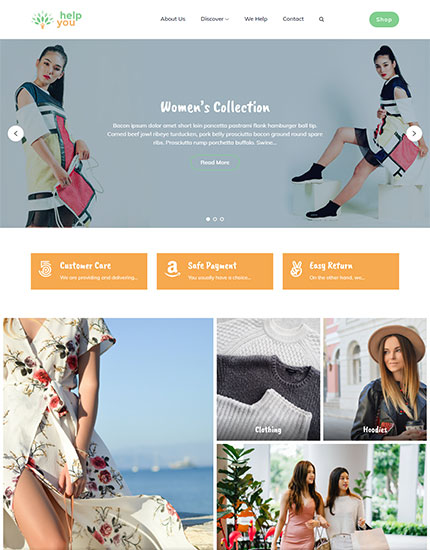 help
you
About Us Discover We Help Contact Shop
Women's Collection
Bacon ipsum dolor amet short loin pancetta pastrami flank hamburger ball tip.
Corned beef jowl ribeye turducken, pork belly prosciutto bacon ground round spare
ribs. Prosciutto rump porchetta buffalo. Swine...
Read More
Customer Care
We are providing and delivering...
Safe Payment
You usually have a choice...
Easy Return
On the other hand, we...
Clothing
Hoodies